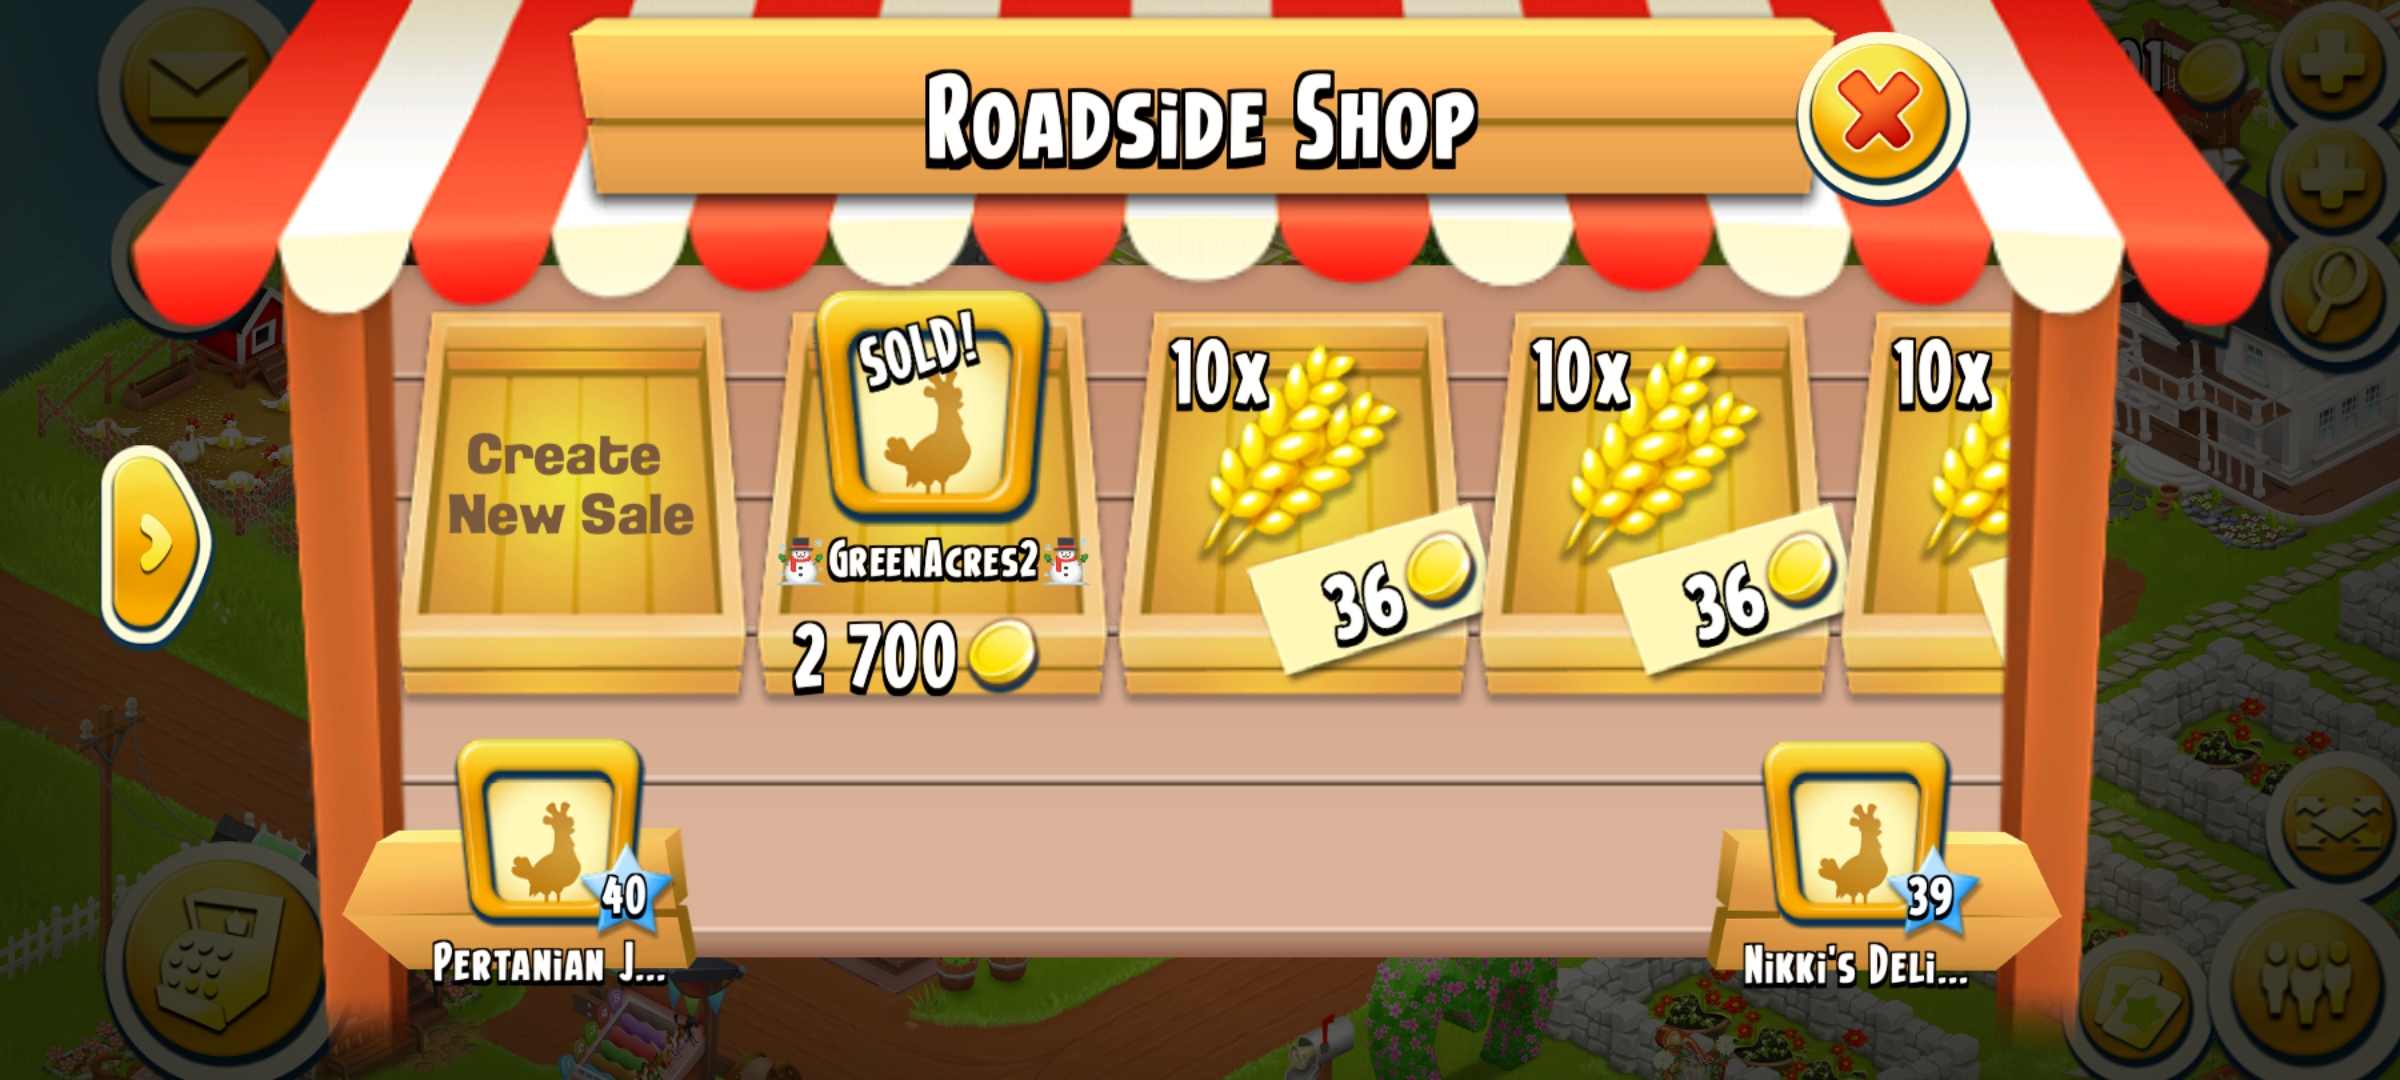 ROADSIDE SHOP
Create
New Sale
SOLD!
GREENACRES2
2 700
10x
36
10x
36
10x
40
PERTANIAN J...
39
NIKKI'S DELI...